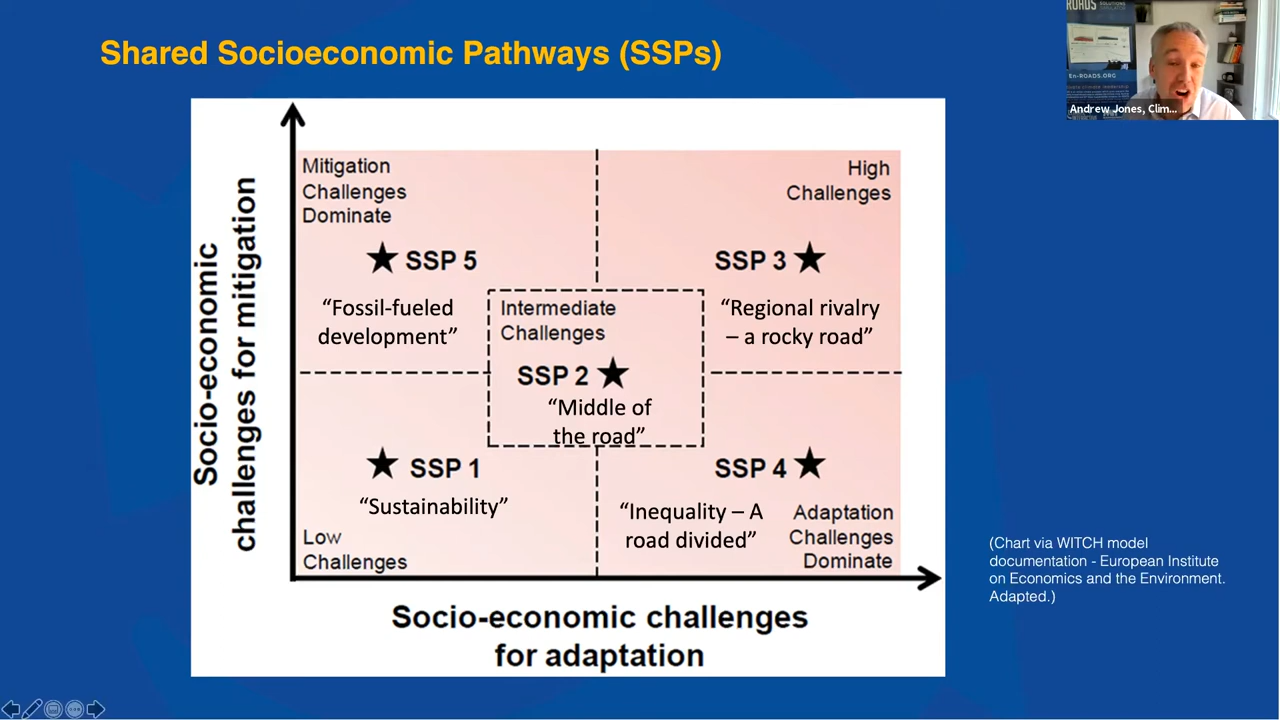 Shared Socioeconomic Pathways (SSPs)
En-ROADS.ORG
Andrew Jones, Clim...
Socio-economic
challenges for mitigation
Mitigation
Challenges
Dominate
★ SSP 5
“Fossil-fueled
development”
High
Challenges
SSP 3 ★
“Regional rivalry
– a rocky road”
Intermediate
Challenges
SSP 2 ★
“Middle of
the road”
★ SSP 1
“Sustainability”
Low
Challenges
SSP 4 ★
“Inequality – A
road divided”
Adaptation
Challenges
Dominate
Socio-economic challenges
for adaptation
(Chart via WITCH model
documentation - European Institute
on Economics and the Environment.
Adapted.)